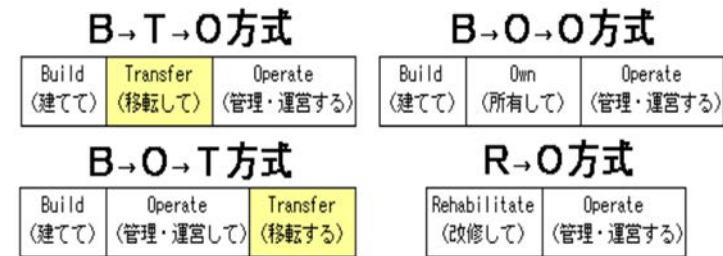 B→T→O方式
Build Transfer Operate
(建てて) (移転して) (管理・運営する)
B→O→O方式
Build Own Operate
(建てて) (所有して) (管理・運営する)
B→O→T方式
Build Operate Transfer
(建てて) (管理・運営して) (移転する)
R→O方式
Rehabilitate Operate
(改修して) (管理・運営する)